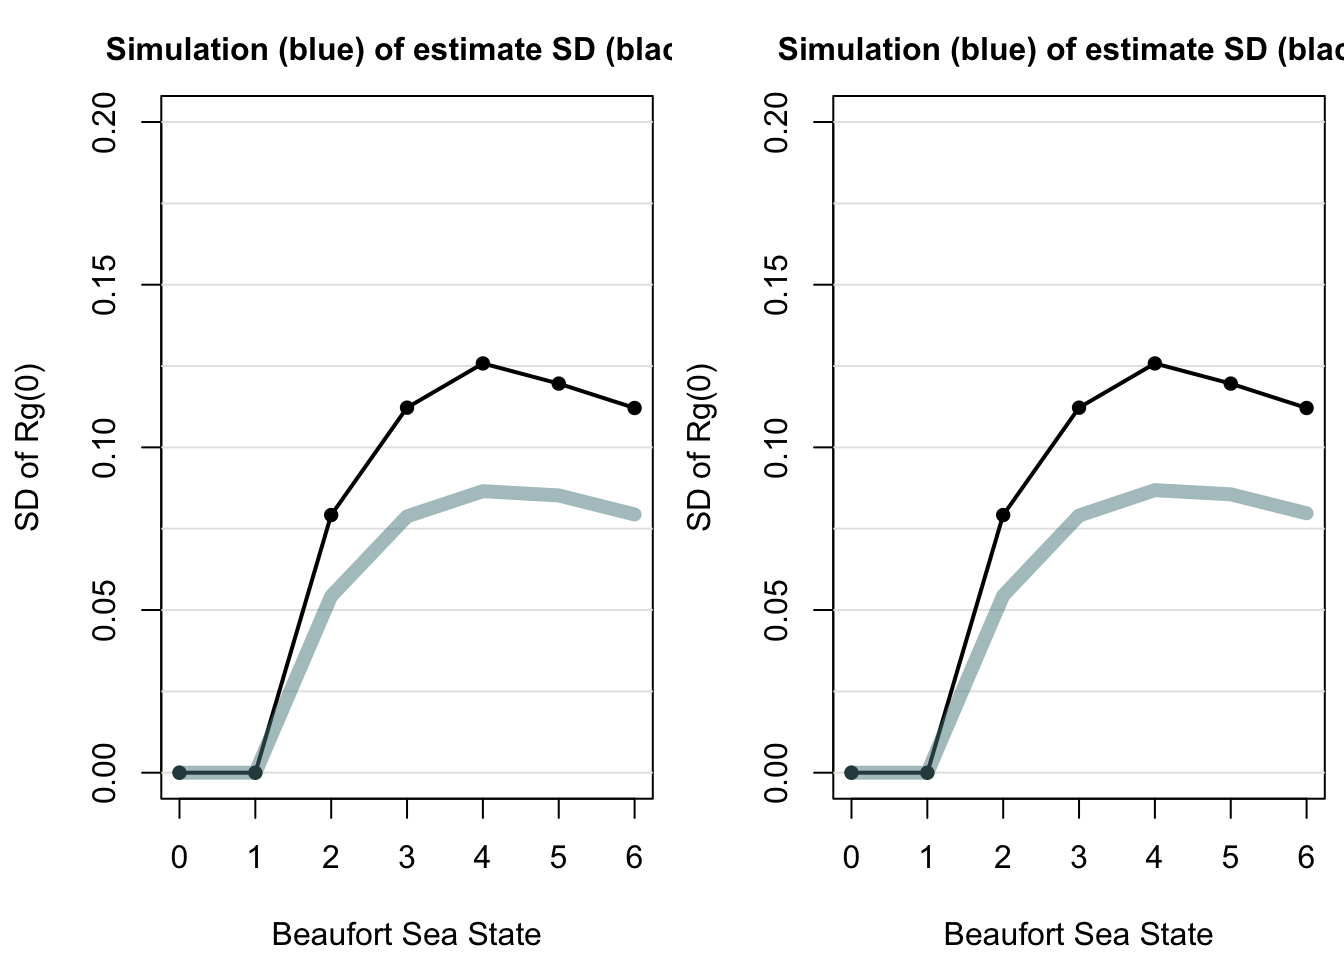 Simulation (blue) of estimate SD (blac
SD of Rg(0)
0.20
0.15
0.10
0.05
0.00
0 1 2 3 4 5 6
Beaufort Sea State
Simulation (blue) of estimate SD (blac
SD of Rg(0)
0.20
0.15
0.10
0.05
0.00
0 1 2 3 4 5 6
Beaufort Sea State